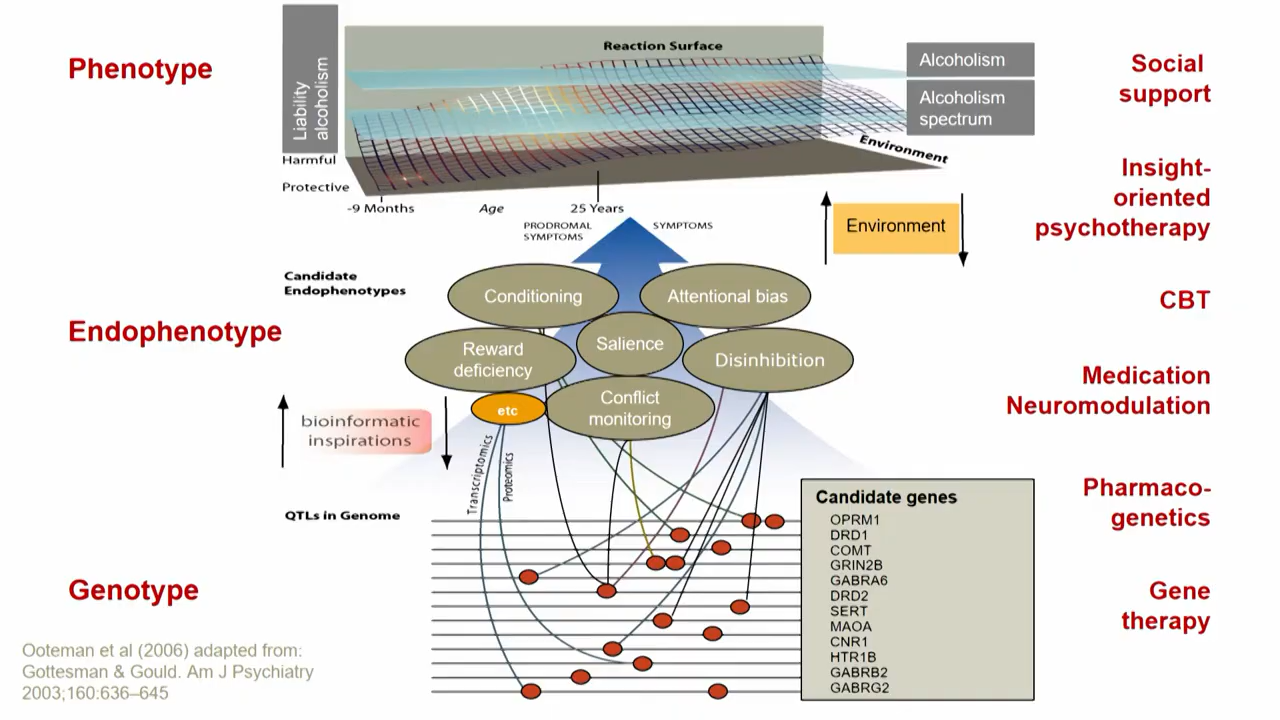 Phenotype
Liability
alcoholism
Reaction Surface
Alcoholism
Alcoholism
spectrum
Harmful
Protective
Environment
-9 Months
Age
25 Years
PRODROMAL
SYMPTOMS
SYMPTOMS
Environment
Social
support
Insight-
oriented
psychotherapy
Candidate
Endophenotypes
Endophenotype
Conditioning
Attentional bias
Salience
Reward
deficiency
Disinhibition
etc
Conflict
monitoring
bioinformatic
inspirations
CBT
Medication
Neuromodulation
Transcriptomics
Proteomics
QTLs in Genome
Genotype
Candidate genes
OPRM1
DRD1
COMT
GRIN2B
GABRA6
DRD2
SERT
MAOA
CNR1
HTR1B
GABRB2
GABRG2
Pharmaco-
genetics
Gene
therapy
Ooteman et al (2006) adapted from:
Gottesman & Gould. Am J Psychiatry
2003;160:636–645